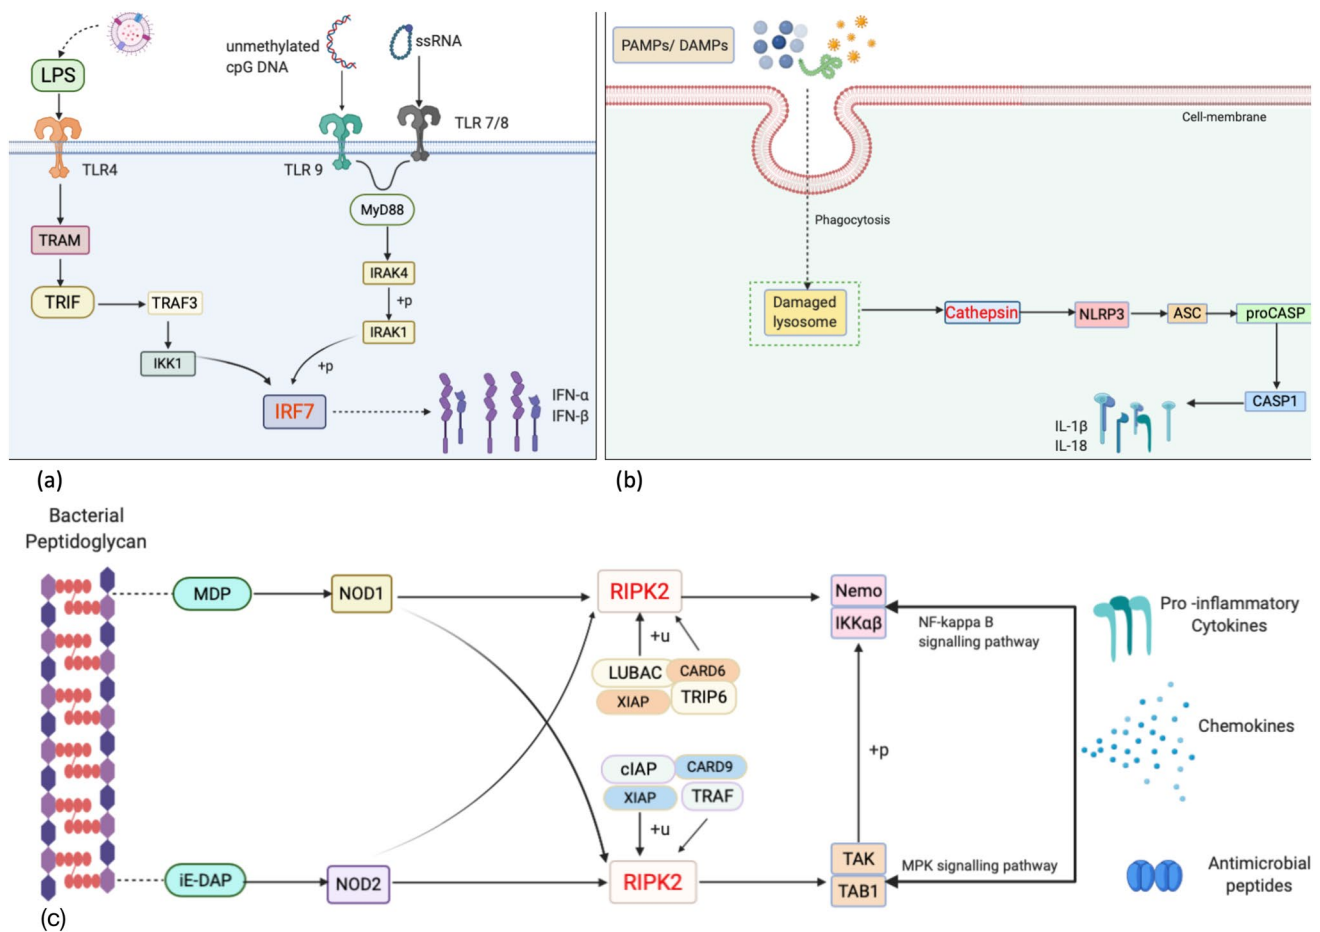 unmethylated
cpG DNA
ssRNA
LPS
TLR 7/8
TLR4
TLR 9
MyD88
TRAM
IRAK4
+p
TRIF
TRAF3
IRAK1
IKK1
+p
IRF7
IFN-α
IFN-β
(a)
PAMPs/ DAMPs
Cell-membrane
Phagocytosis
Damaged
lysosome
Cathepsin
NLRP3
ASC
proCASP
CASP1
IL-1β
IL-18
(b)
Bacterial
Peptidoglycan
MDP
NOD1
RIPK2
Nemo
IKKαβ
+u
LUBAC
CARD6
XIAP
TRIP6
NF-kappa B
signalling pathway
Pro -inflammatory
Cytokines
Chemokines
cIAP
CARD9
XIAP
TRAF
+u
+p
iE-DAP
NOD2
RIPK2
TAK
TAB1
MPK signalling pathway
Antimicrobial
peptides
(c)